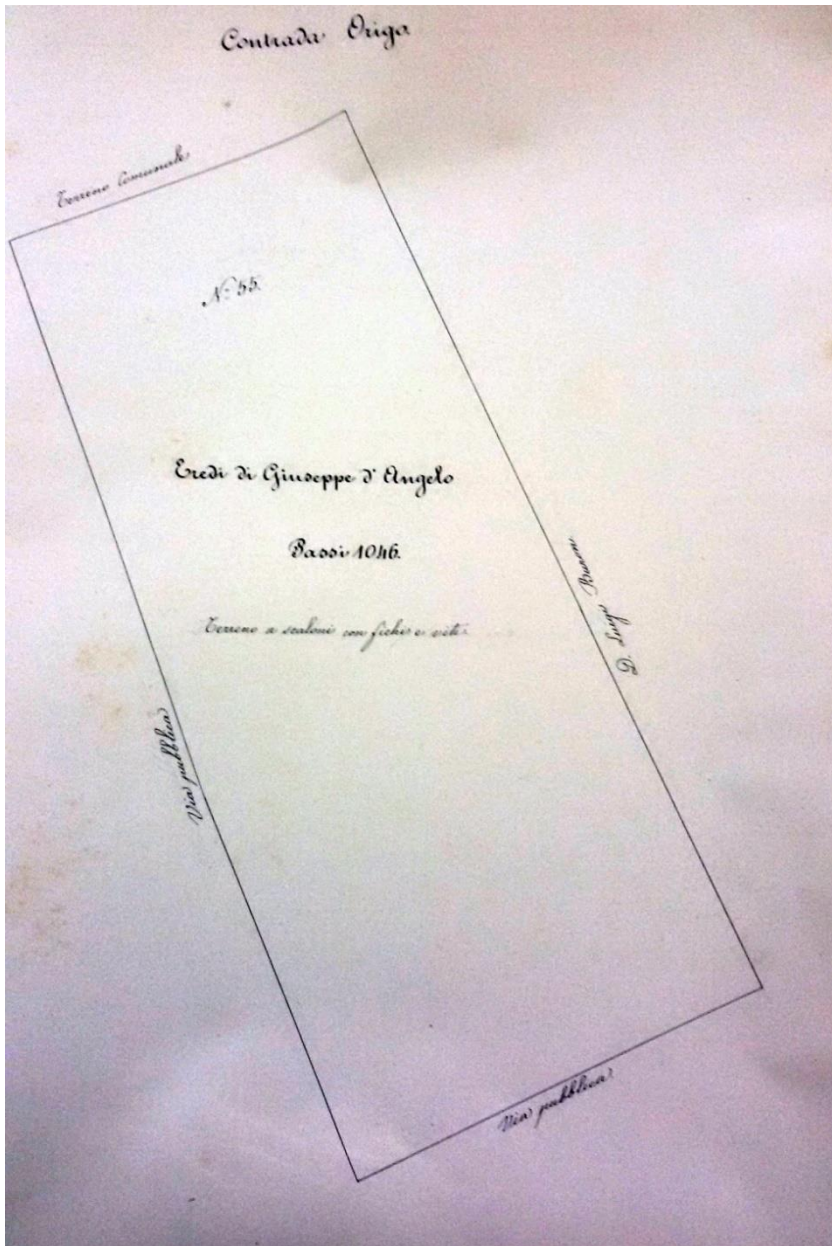 Contrada Origa
Terreno Comunale
N.° 55.
Eredi di Giuseppe d'Angelo
Passi 1046.
Terreno a scaloni con fichi e viti
D. Luigi
Via pubblica
Via pubblica